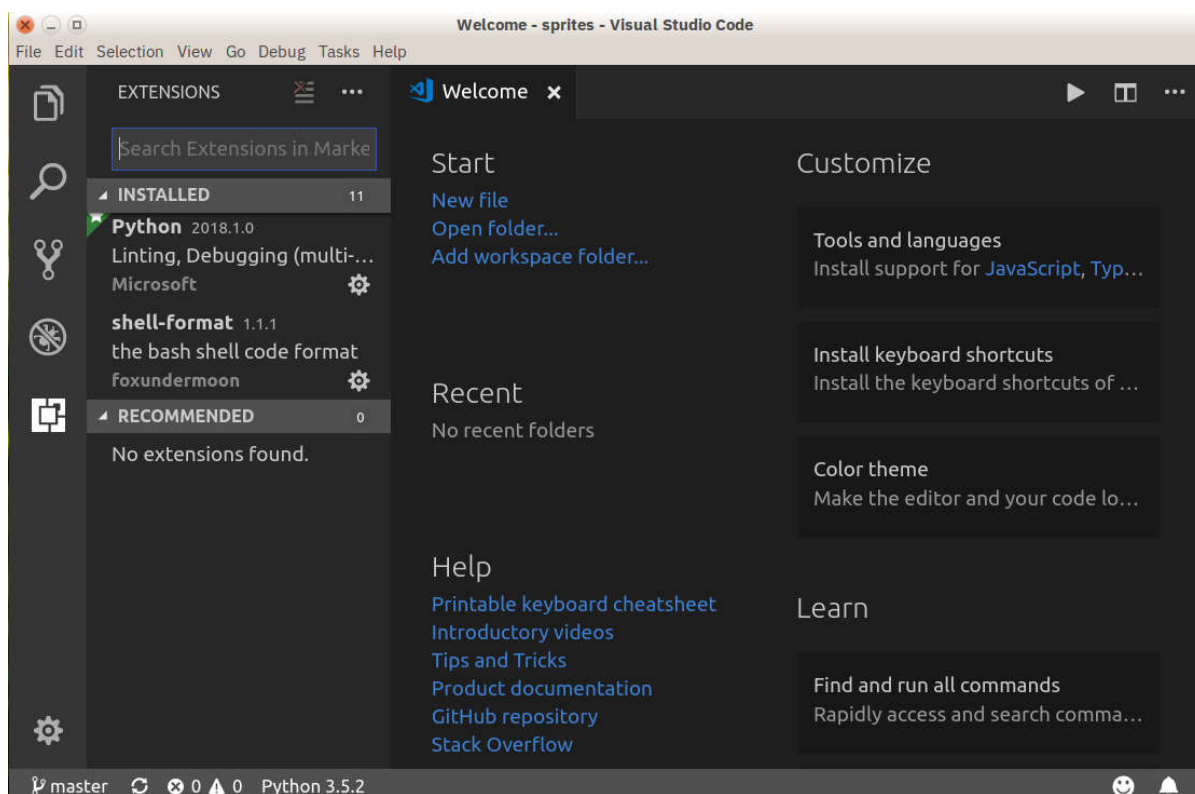 Welcome - sprites - Visual Studio Code
File Edit Selection View Go Debug Tasks Help
EXTENSIONS
Search Extensions in Marke
INSTALLED 11
Python 2018.1.0
Linting, Debugging (multi-...
Microsoft
shell-format 1.1.1
the bash shell code format
foxundermoon
RECOMMENDED 0
No extensions found.
Welcome
Start
New file
Open folder...
Add workspace folder...
Recent
No recent folders
Help
Printable keyboard cheatsheet
Introductory videos
Tips and Tricks
Product documentation
GitHub repository
Stack Overflow
Customize
Tools and languages
Install support for JavaScript, Typ...
Install keyboard shortcuts
Install the keyboard shortcuts of ...
Color theme
Make the editor and your code lo...
Learn
Find and run all commands
Rapidly access and search comma...
master 0 0 Python 3.5.2